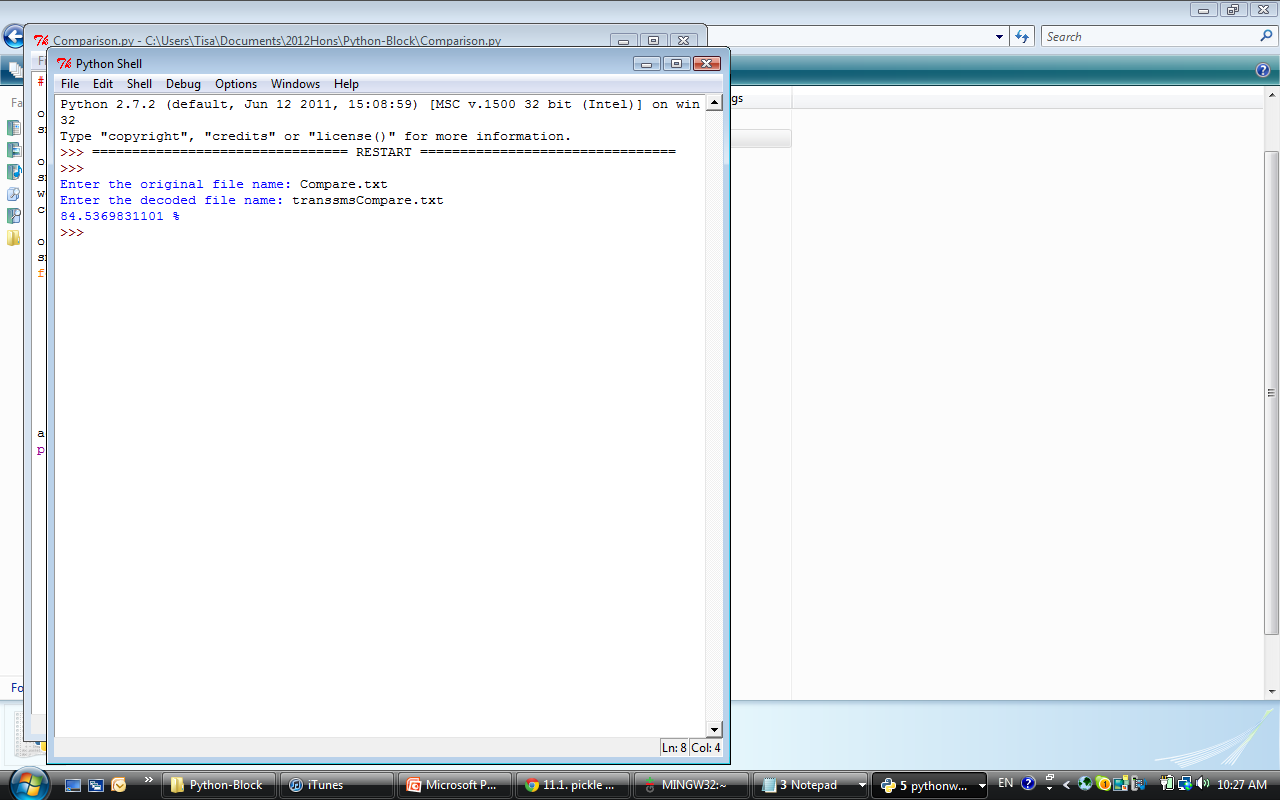 Comparison.py - C:\Users\Tisa\Documents\2012Hons\Python-Block\Comparison.py
Search
Python Shell
File Edit Shell Debug Options Windows Help
Python 2.7.2 (default, Jun 12 2011, 15:08:59) [MSC v.1500 32 bit (Intel)] on win
32
Type "copyright", "credits" or "license()" for more information.
>>> ================================ RESTART ================================
>>>
Enter the original file name: Compare.txt
Enter the decoded file name: transsmsCompare.txt
84.5369831101 %
>>>
gs
Fa
#
o
w
c
o
f
a
p
Fo
Ln: 8 Col: 4
Python-Block
iTunes
Microsoft P...
11.1. pickle ...
MINGW32:~
3 Notepad
5 pythonw...
EN
10:27 AM